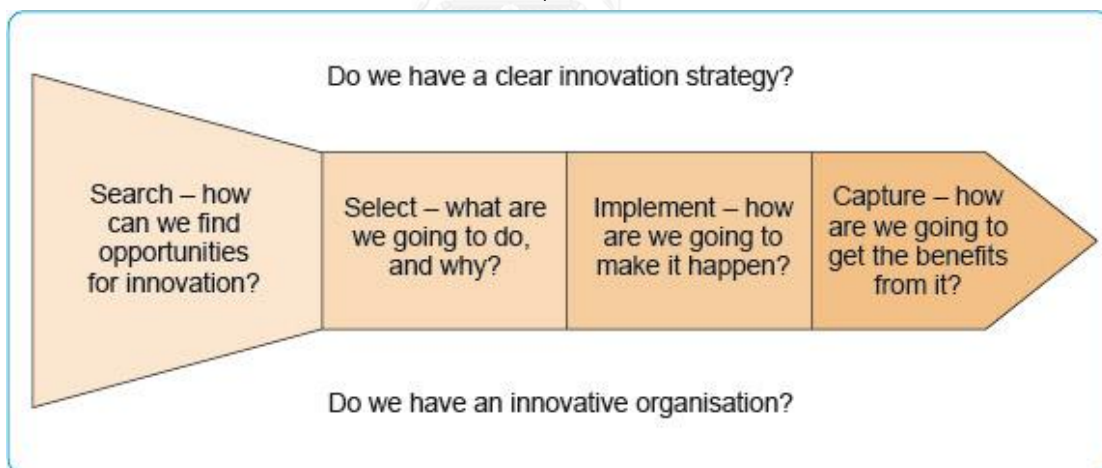 Do we have a clear innovation strategy?
Search – how
can we find
opportunities
for innovation?
Select – what are
we going to do,
and why?
Implement – how
are we going to
make it happen?
Capture – how
are we going to
get the benefits
from it?
Do we have an innovative organisation?